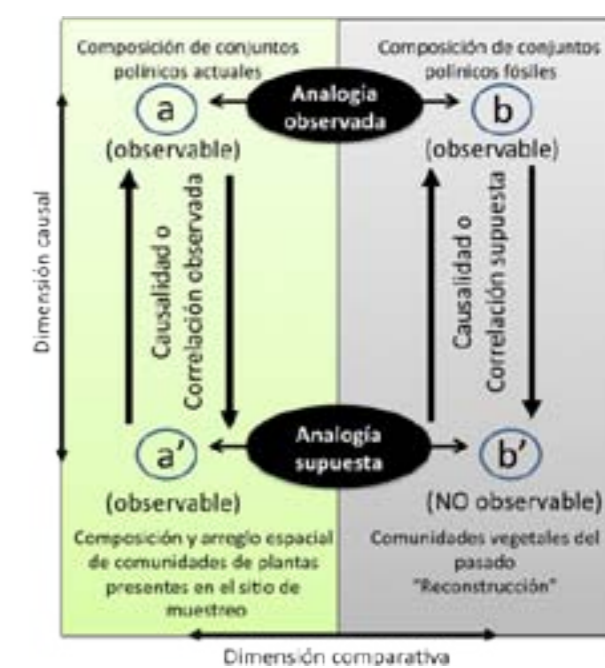 Composición de conjuntos
polínicos actuales
a
(observable)
Analogía
observada
Composición de conjuntos
polínicos fósiles
b
(observable)
Dimensión causal
Causalidad o
Correlación observada
Causalidad o
Correlación supuesta
a'
(observable)
Composición y arreglo espacial
de comunidades de plantas
presentes en el sitio de
muestreo
Analogía
supuesta
b'
(NO observable)
Comunidades vegetales del
pasado
"Reconstrucción"
Dimensión comparativa